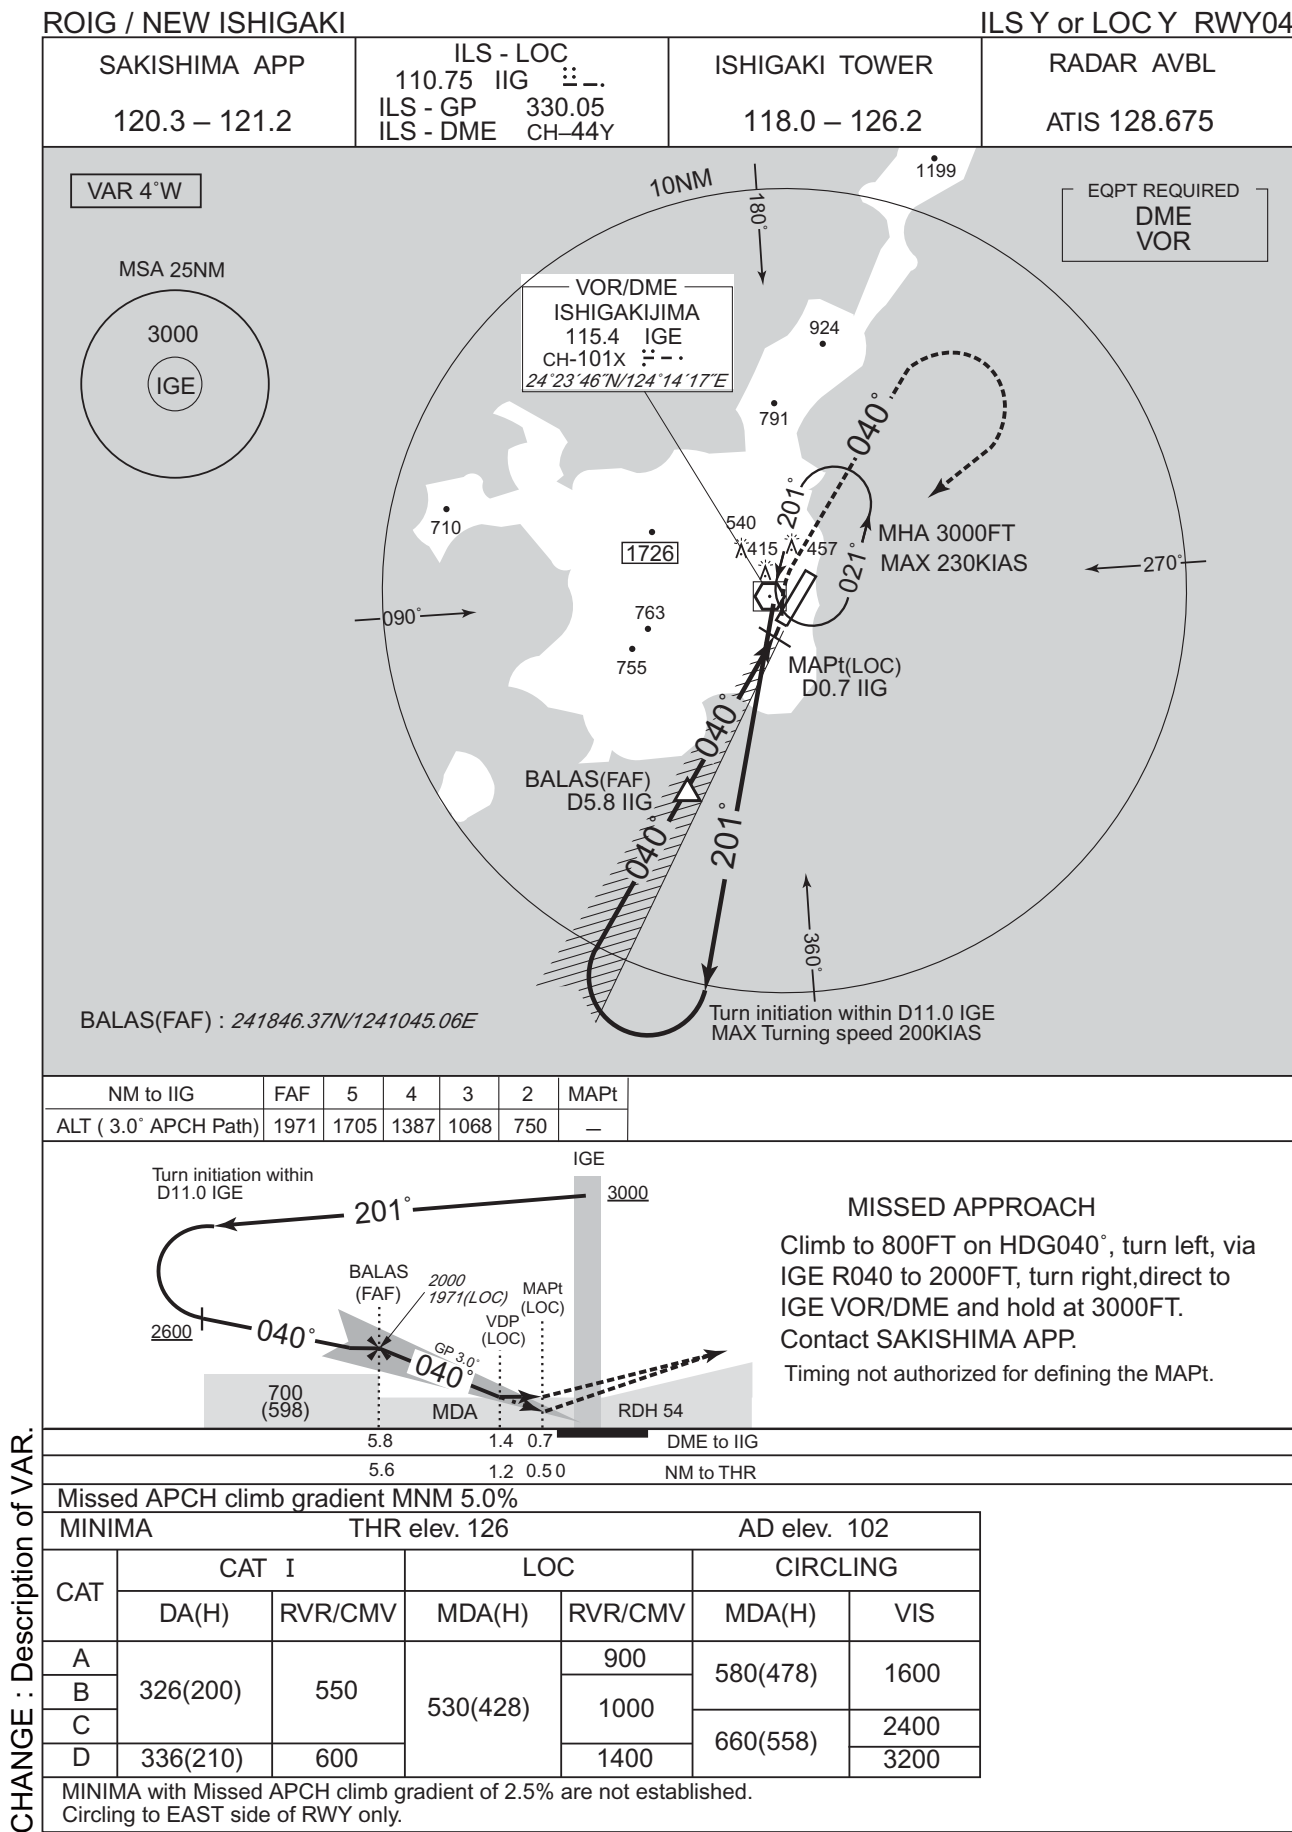 ROIG / NEW ISHIGAKI
ILS Y or LOC Y RWY04
SAKISHIMA APP
120.3 – 121.2
ILS - LOC
110.75 IIG
ILS - GP 330.05
ILS - DME CH–44Y
ISHIGAKI TOWER
118.0 – 126.2
RADAR AVBL
ATIS 128.675
VAR 4˚W
MSA 25NM
3000
IGE
10NM
180˚
1199
EQPT REQUIRED
DME
VOR
VOR/DME
ISHIGAKIJIMA
115.4 IGE
CH-101X
24˚23´46˝N/124˚14´17˝E
924
791
040˚
710
540
201˚
1726
415
457
MHA 3000FT
MAX 230KIAS
021˚
270˚
090˚
763
755
MAPt(LOC)
D0.7 IIG
040˚
BALAS(FAF)
D5.8 IIG
040˚
201˚
360˚
Turn initiation within D11.0 IGE
MAX Turning speed 200KIAS
BALAS(FAF) : 241846.37N/1241045.06E
NM to IIG FAF 5 4 3 2 MAPt
ALT ( 3.0˚ APCH Path) 1971 1705 1387 1068 750 –
Turn initiation within
D11.0 IGE
IGE
3000
201˚
BALAS
(FAF)
2000
1971(LOC)
MAPt
(LOC)
VDP
(LOC)
2600
040˚
GP 3.0˚
040˚
700
(598)
MDA
RDH 54
5.8 1.4 0.7 DME to IIG
5.6 1.2 0.5 0 NM to THR
MISSED APPROACH
Climb to 800FT on HDG040˚, turn left, via
IGE R040 to 2000FT, turn right,direct to
IGE VOR/DME and hold at 3000FT.
Contact SAKISHIMA APP.
Timing not authorized for defining the MAPt.
Missed APCH climb gradient MNM 5.0%
MINIMA THR elev. 126 AD elev. 102
CAT CAT I LOC CIRCLING
DA(H) RVR/CMV MDA(H) RVR/CMV MDA(H) VIS
A 326(200) 550 530(428) 900 580(478) 1600
B 1000
C 660(558) 2400
D 336(210) 600 1400 3200
MINIMA with Missed APCH climb gradient of 2.5% are not established.
Circling to EAST side of RWY only.
CHANGE : Description of VAR.